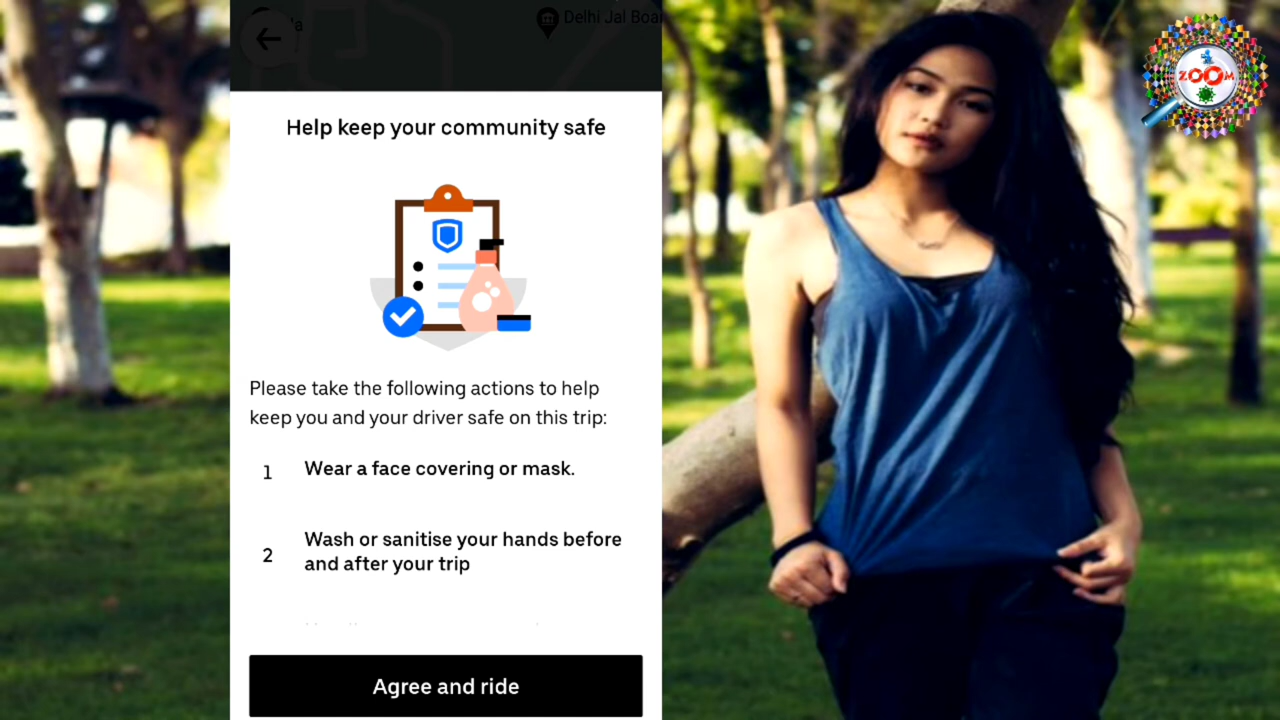 Delhi Jal Boar
ZOOM
Help keep your community safe
Please take the following actions to help
keep you and your driver safe on this trip:
1 Wear a face covering or mask.
2 Wash or sanitise your hands before
and after your trip
Agree and ride